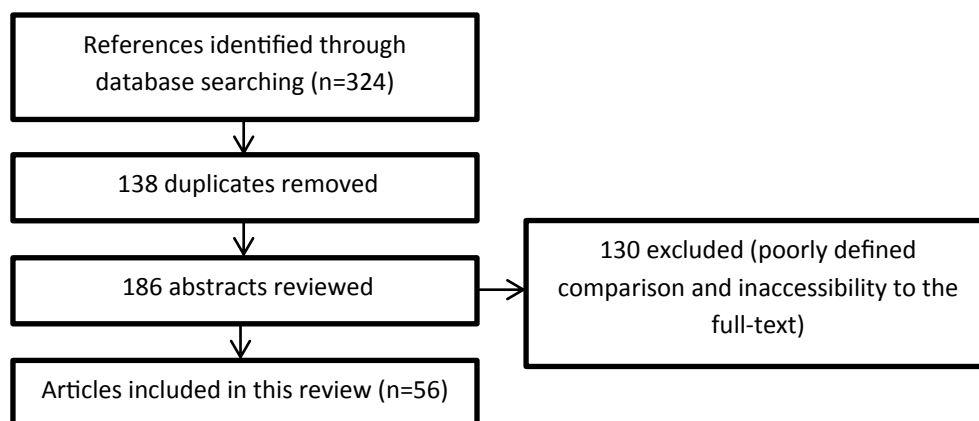 References identified through
database searching (n=324)
138 duplicates removed
186 abstracts reviewed
130 excluded (poorly defined
comparison and inaccessibility to the
full-text)
Articles included in this review (n=56)